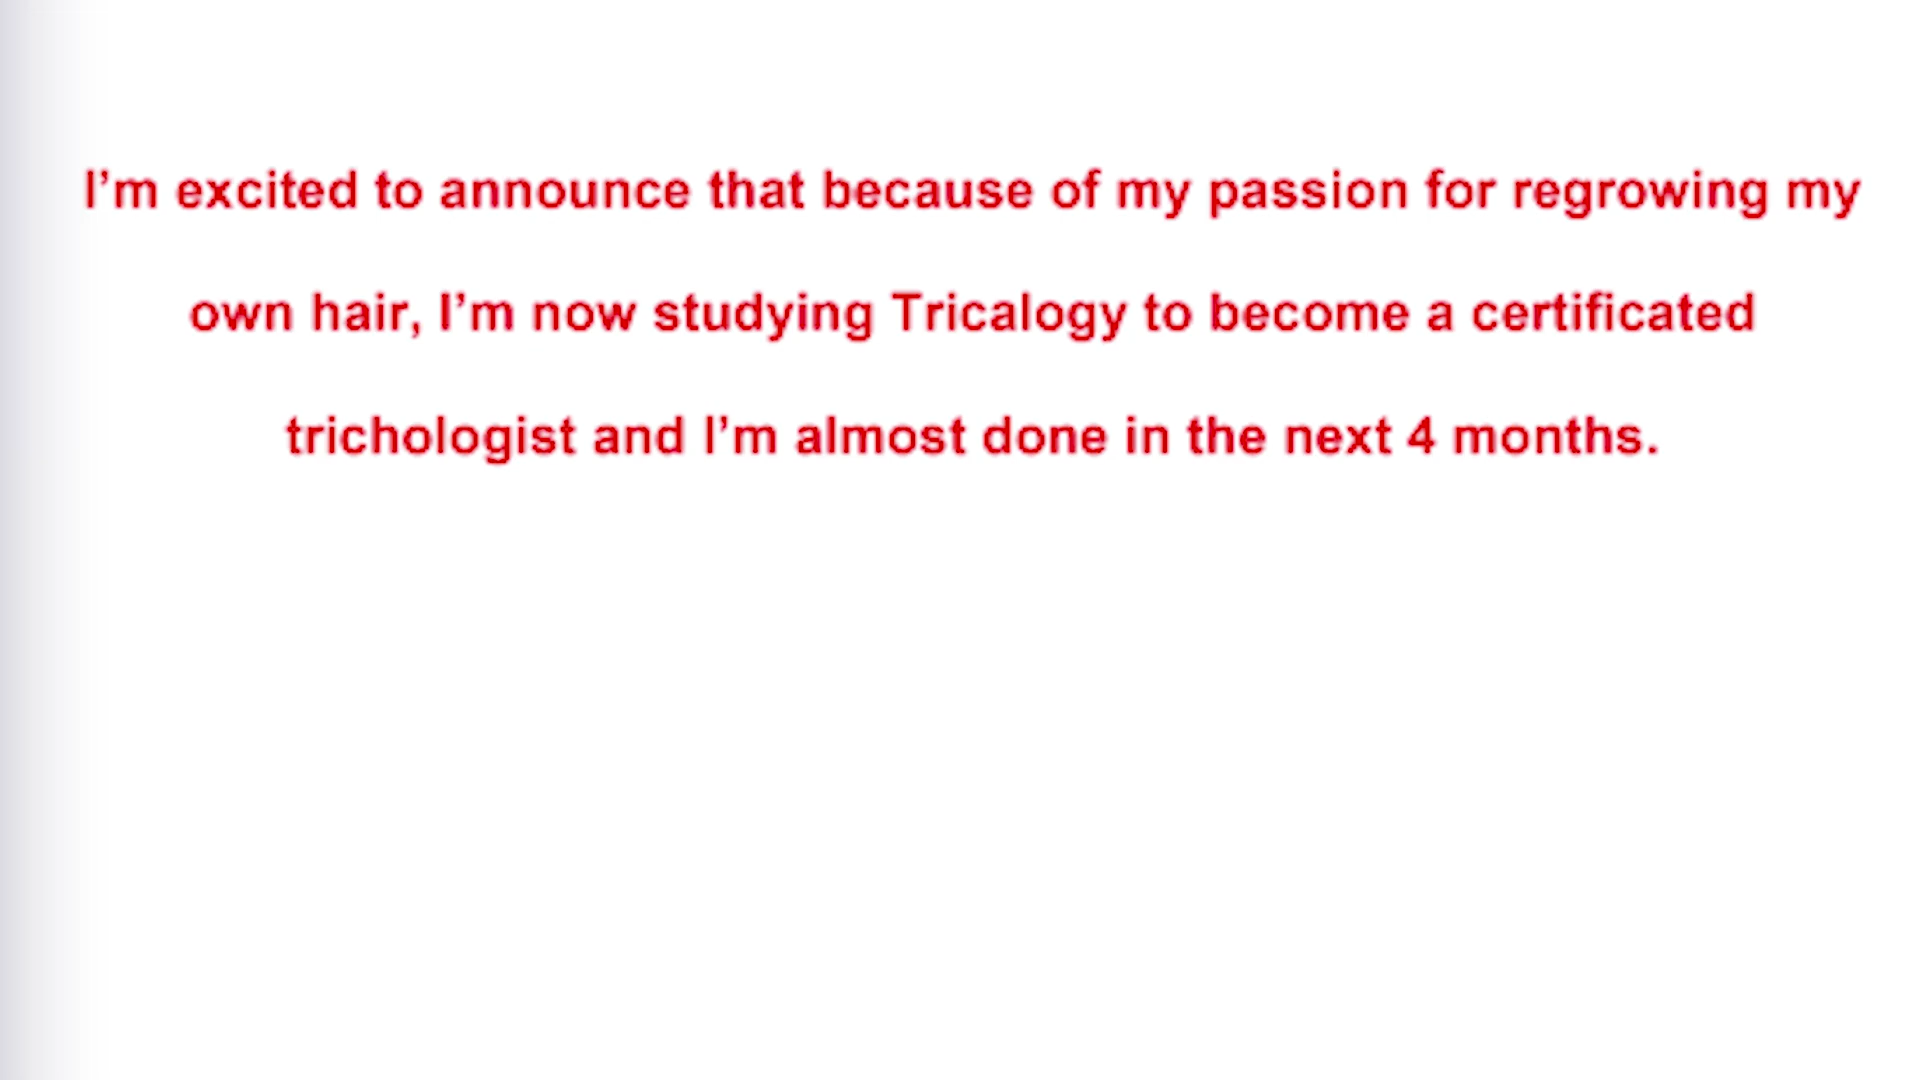 I’m excited to announce that because of my passion for regrowing my
own hair, I’m now studying Tricalogy to become a certificated
trichologist and I’m almost done in the next 4 months.